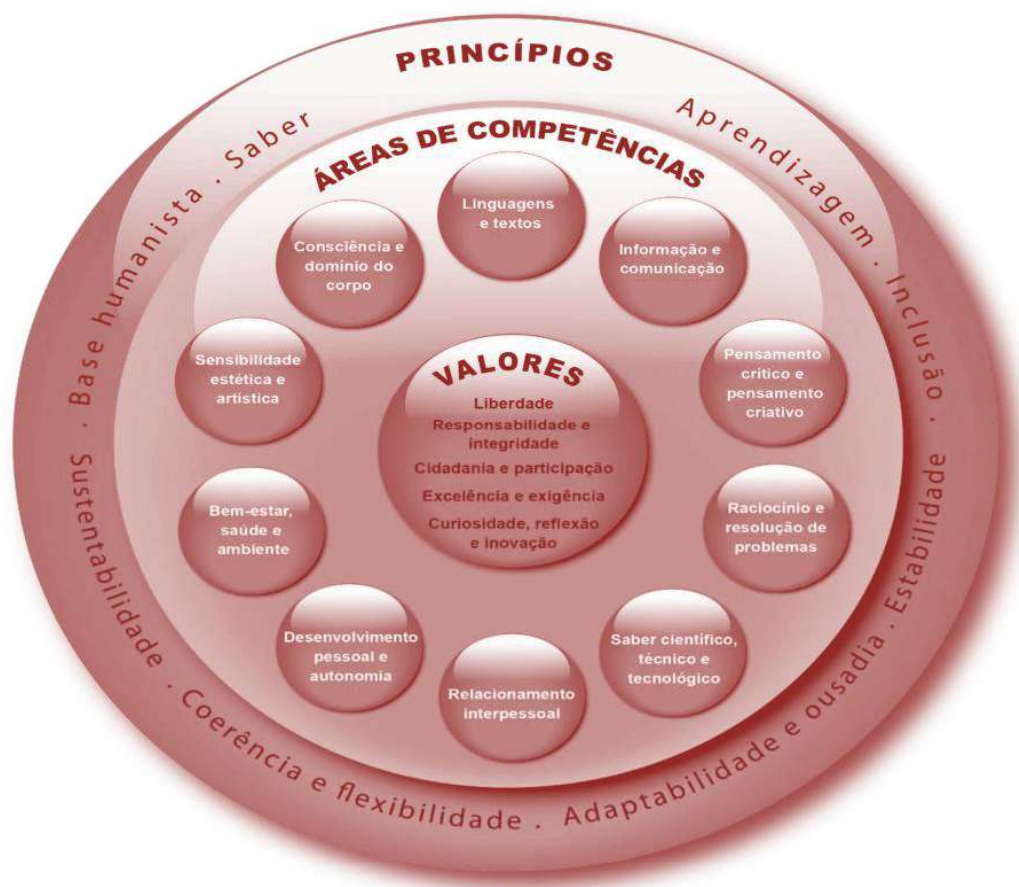 PRINCÍPIOS
Base humanista . Saber
Aprendizagem . Inclusão .
Estabilidade
Adaptabilidade e ousadia .
Coerência e flexibilidade .
Sustentabilidade .
ÁREAS DE COMPETÊNCIAS
Linguagens
e textos
Informação e
comunicação
Pensamento
crítico e
pensamento
criativo
Raciocínio e
resolução de
problemas
Saber científico,
técnico e
tecnológico
Relacionamento
interpessoal
Desenvolvimento
pessoal e
autonomia
Bem-estar,
saúde e
ambiente
Sensibilidade
estética e
artística
Consciência e
domínio do
corpo
VALORES
Liberdade
Responsabilidade e
integridade
Cidadania e participação
Excelência e exigência
Curiosidade, reflexão
e inovação